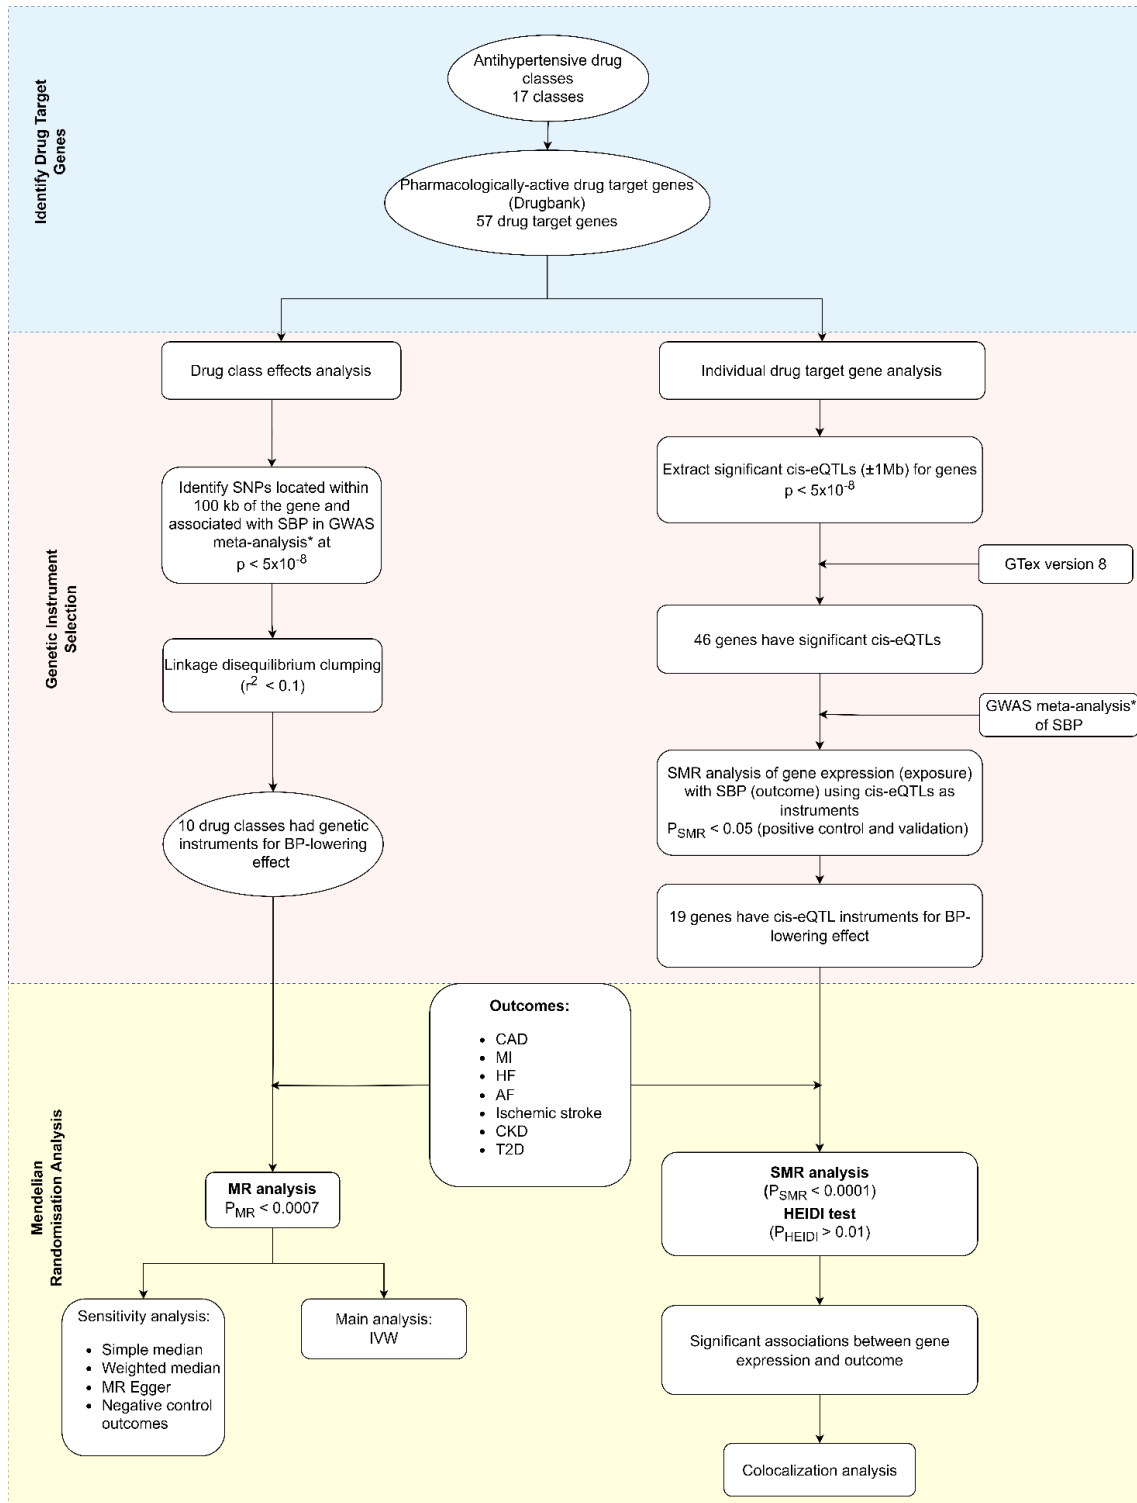 Identify Drug Target
Genes
Antihypertensive drug
classes
17 classes
Pharmacologically-active drug target genes
(Drugbank)
57 drug target genes
Genetic Instrument
Selection
Drug class effects analysis
Identify SNPs located within
100 kb of the gene and
associated with SBP in GWAS
meta-analysis* at
p < 5x10⁻⁸
Linkage disequilibrium clumping
(r² < 0.1)
10 drug classes had genetic
instruments for BP-lowering
effect
Individual drug target gene analysis
Extract significant cis-eQTLs (±1Mb) for genes
p < 5x10⁻⁸
GTex version 8
46 genes have significant cis-eQTLs
GWAS meta-analysis*
of SBP
SMR analysis of gene expression (exposure)
with SBP (outcome) using cis-eQTLs as
instruments
P_SMR < 0.05 (positive control and validation)
19 genes have cis-eQTL instruments for BP-
lowering effect
Mendelian
Randomisation Analysis
Outcomes:
• CAD
• MI
• HF
• AF
• Ischemic stroke
• CKD
• T2D
MR analysis
P_MR < 0.0007
Sensitivity analysis:
• Simple median
• Weighted median
• MR Egger
• Negative control
outcomes
Main analysis:
IVW
SMR analysis
(P_SMR < 0.0001)
HEIDI test
(P_HEIDI > 0.01)
Significant associations between gene
expression and outcome
Colocalization analysis